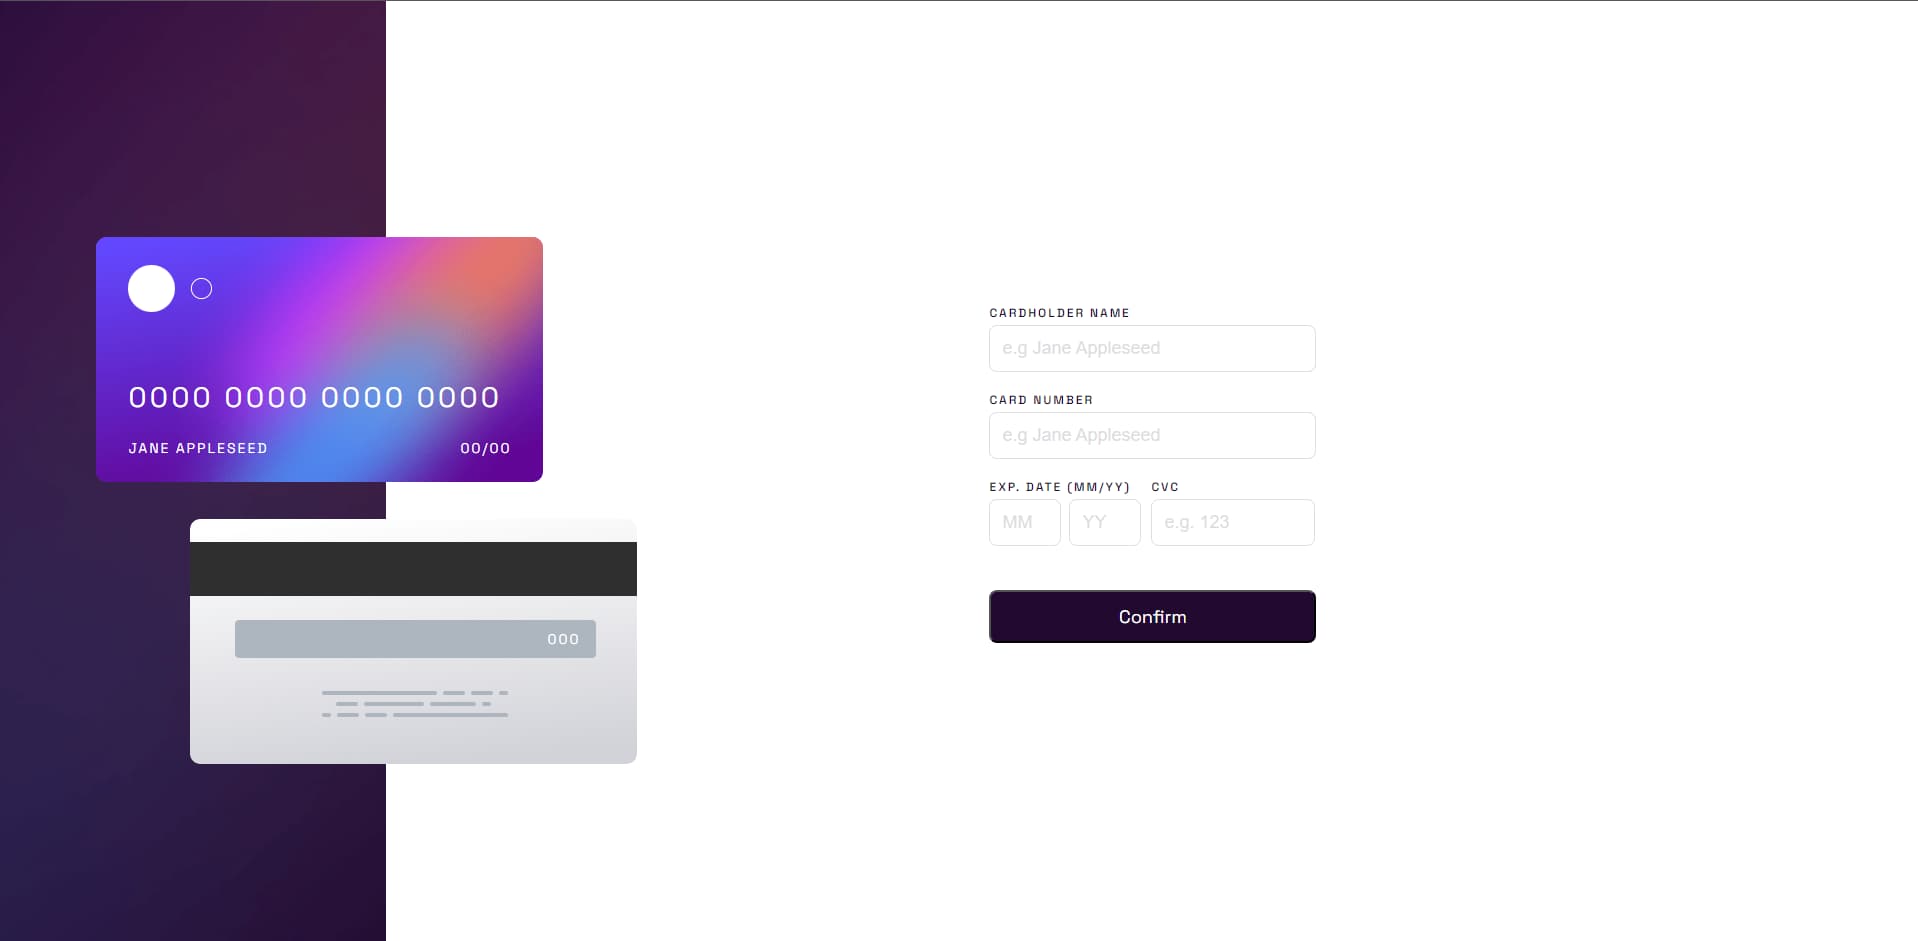 0000 0000 0000 0000
JANE APPLESEED 00/00
000
CARDHOLDER NAME
e.g Jane Appleseed
CARD NUMBER
e.g Jane Appleseed
EXP. DATE (MM/YY) CVC
MM YY e.g. 123
Confirm